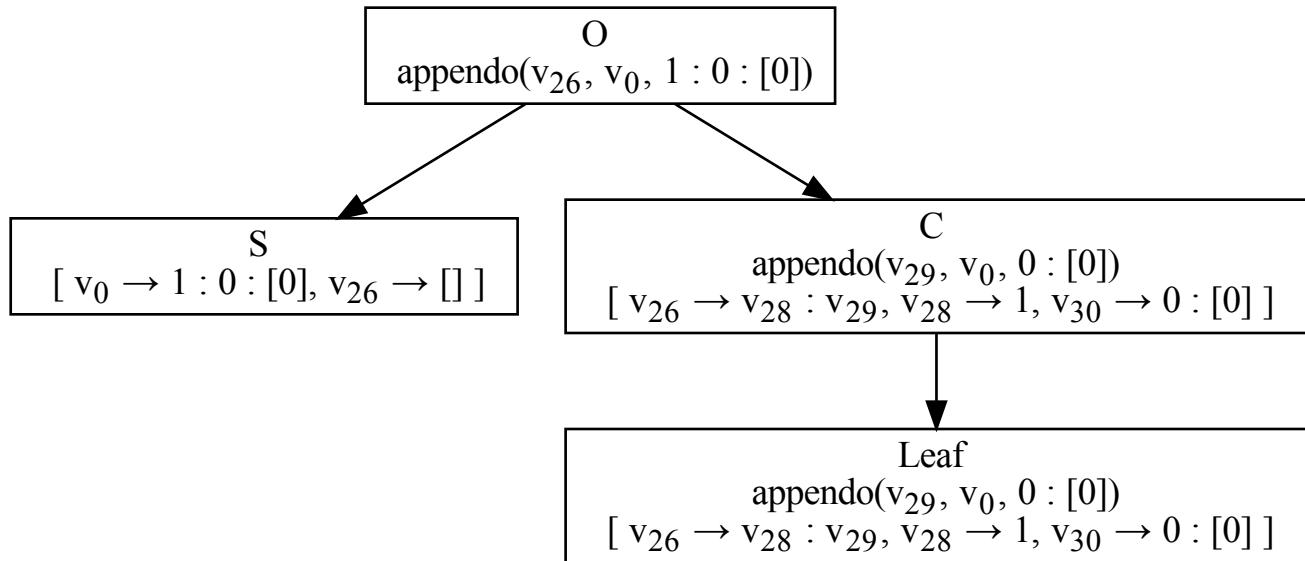 O
appendo(v26, v0, 1 : 0 : [0])
S
[ v0 → 1 : 0 : [0], v26 → [] ]
C
appendo(v29, v0, 0 : [0])
[ v26 → v28 : v29, v28 → 1, v30 → 0 : [0] ]
Leaf
appendo(v29, v0, 0 : [0])
[ v26 → v28 : v29, v28 → 1, v30 → 0 : [0] ]